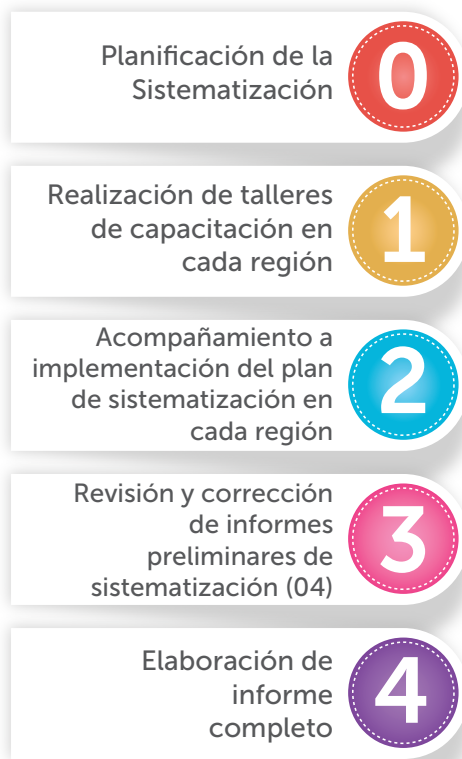 Planificación de la
Sistematización
0
Realización de talleres
de capacitación en
cada región
1
Acompañamiento a
implementación del plan
de sistematización en
cada región
2
Revisión y corrección
de informes
preliminares de
sistematización (04)
3
Elaboración de
informe
completo
4